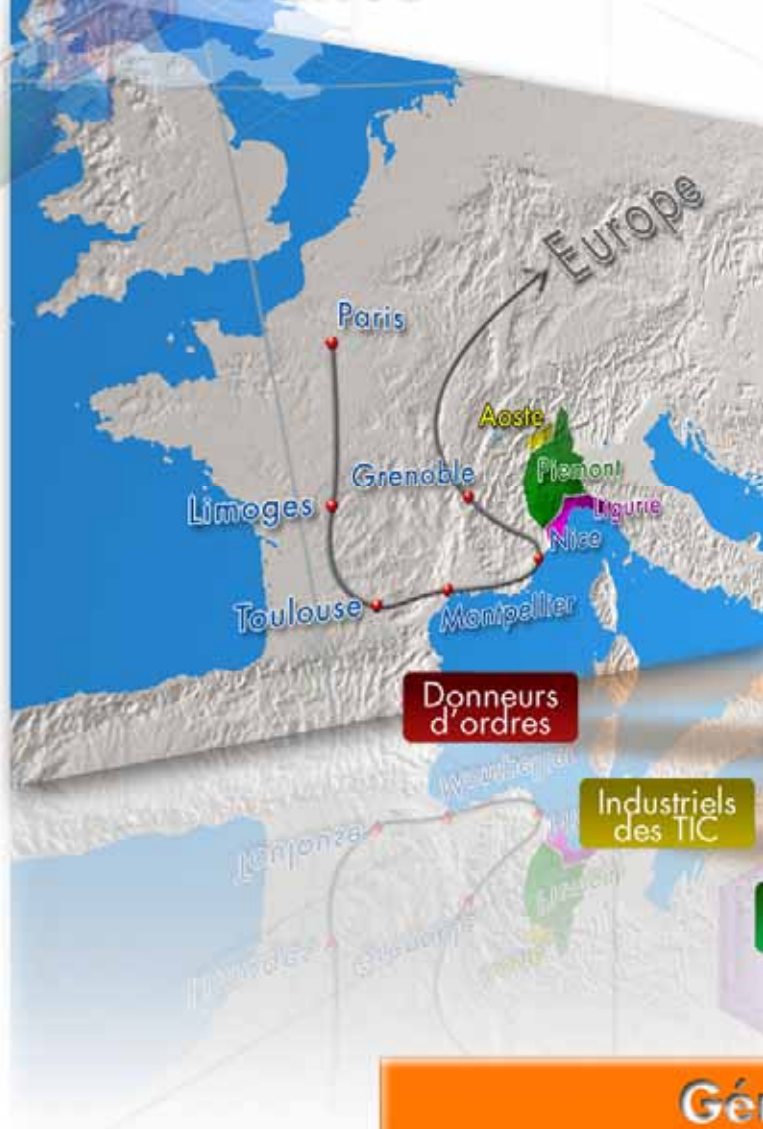 Europe
Paris
Aoste
Grenoble
Piemont
Limoges
Ligurie
Nice
Toulouse
Montpellier
Donneurs
d'ordres
Industriels
des TIC